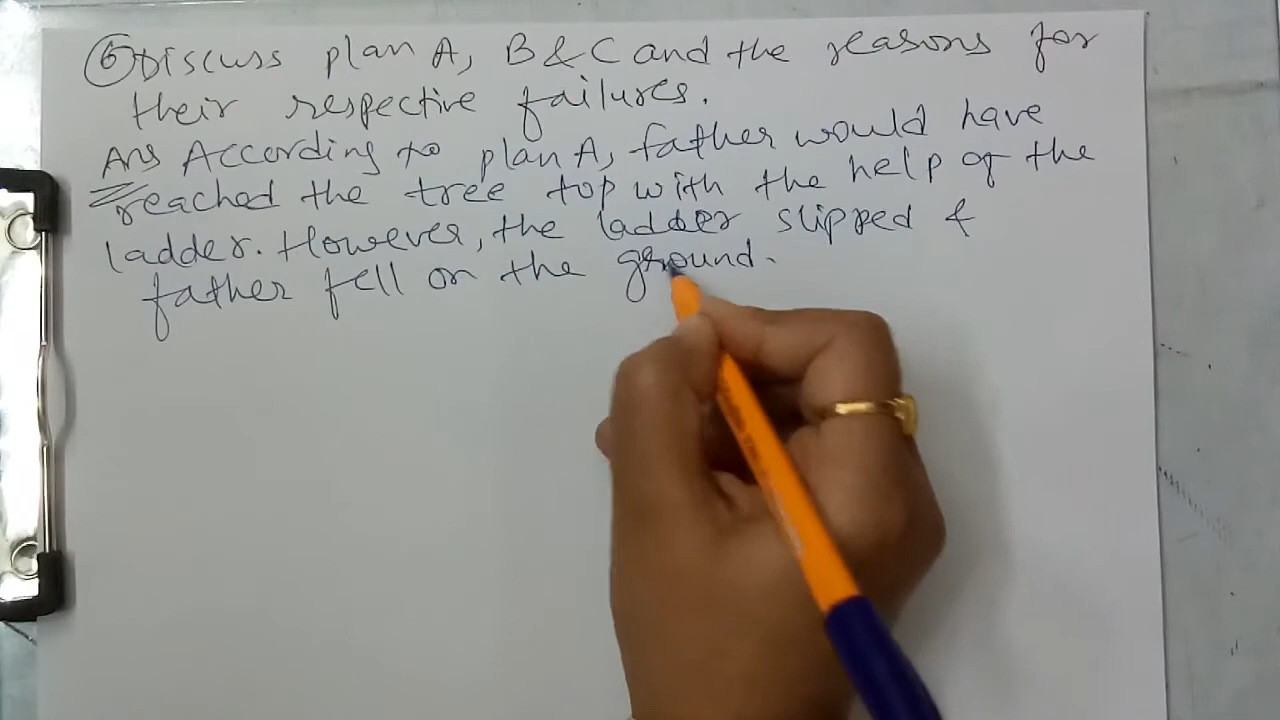 ⑥ Discuss plan A, B & C and the reasons for
their respective failures.
Ans According to plan A, father would have
reached the tree top with the help of the
ladder. However, the ladder slipped &
father fell on the ground.